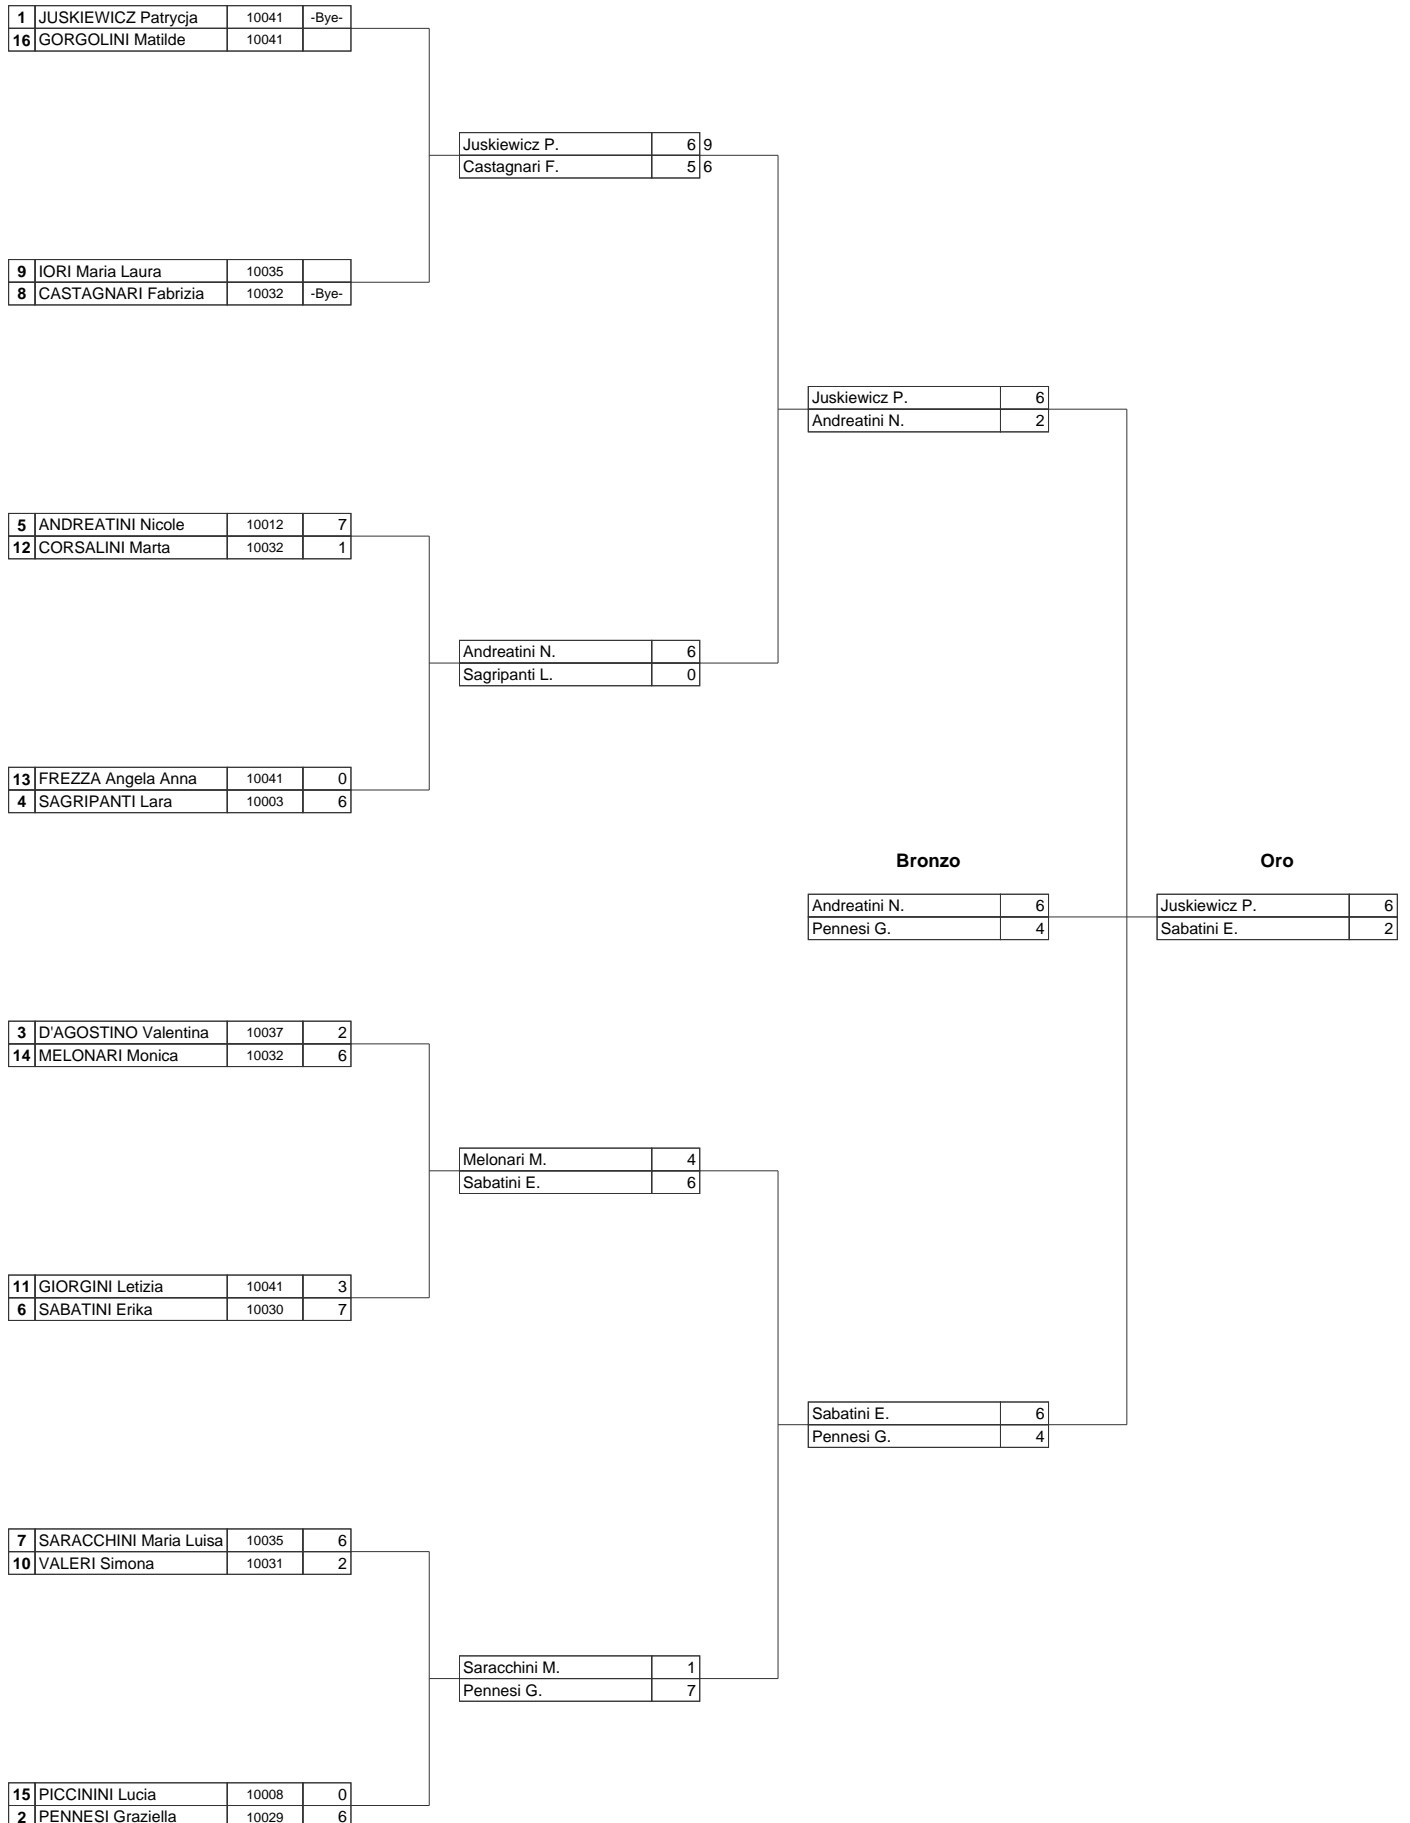 1 JUSKIEWICZ Patrycja 10041 -Bye-
16 GORGOLINI Matilde 10041
Juskiewicz P. 6 9
Castagnari F. 5 6
9 IORI Maria Laura 10035
8 CASTAGNARI Fabrizia 10032 -Bye-
Juskiewicz P. 6
Andreatini N. 2
5 ANDREATINI Nicole 10012 7
12 CORSALINI Marta 10032 1
Andreatini N. 6
Sagripanti L. 0
13 FREZZA Angela Anna 10041 0
4 SAGRIPANTI Lara 10003 6
Bronzo Oro
Andreatini N. 6 Juskiewicz P. 6
Pennesi G. 4 Sabatini E. 2
3 D'AGOSTINO Valentina 10037 2
14 MELONARI Monica 10032 6
Melonari M. 4
Sabatini E. 6
11 GIORGINI Letizia 10041 3
6 SABATINI Erika 10030 7
Sabatini E. 6
Pennesi G. 4
7 SARACCHINI Maria Luisa 10035 6
10 VALERI Simona 10031 2
Saracchini M. 1
Pennesi G. 7
15 PICCININI Lucia 10008 0
2 PENNESI Graziella 10029 6